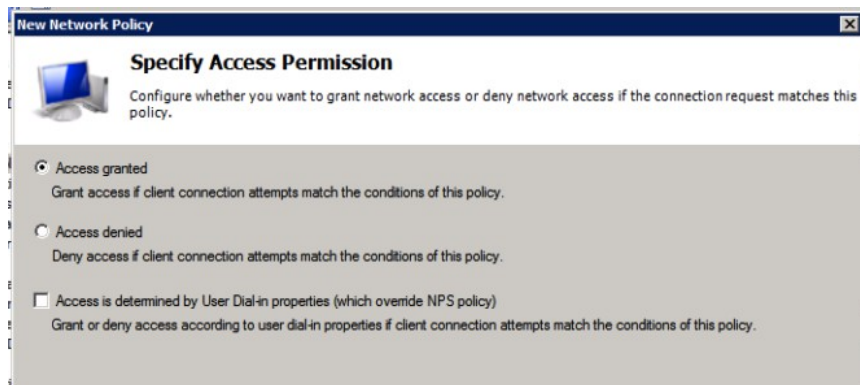 New Network Policy
Specify Access Permission
Configure whether you want to grant network access or deny network access if the connection request matches this
policy.
Access granted
Grant access if client connection attempts match the conditions of this policy.
Access denied
Deny access if client connection attempts match the conditions of this policy.
Access is determined by User Dial-in properties (which override NPS policy)
Grant or deny access according to user dial-in properties if client connection attempts match the conditions of this policy.